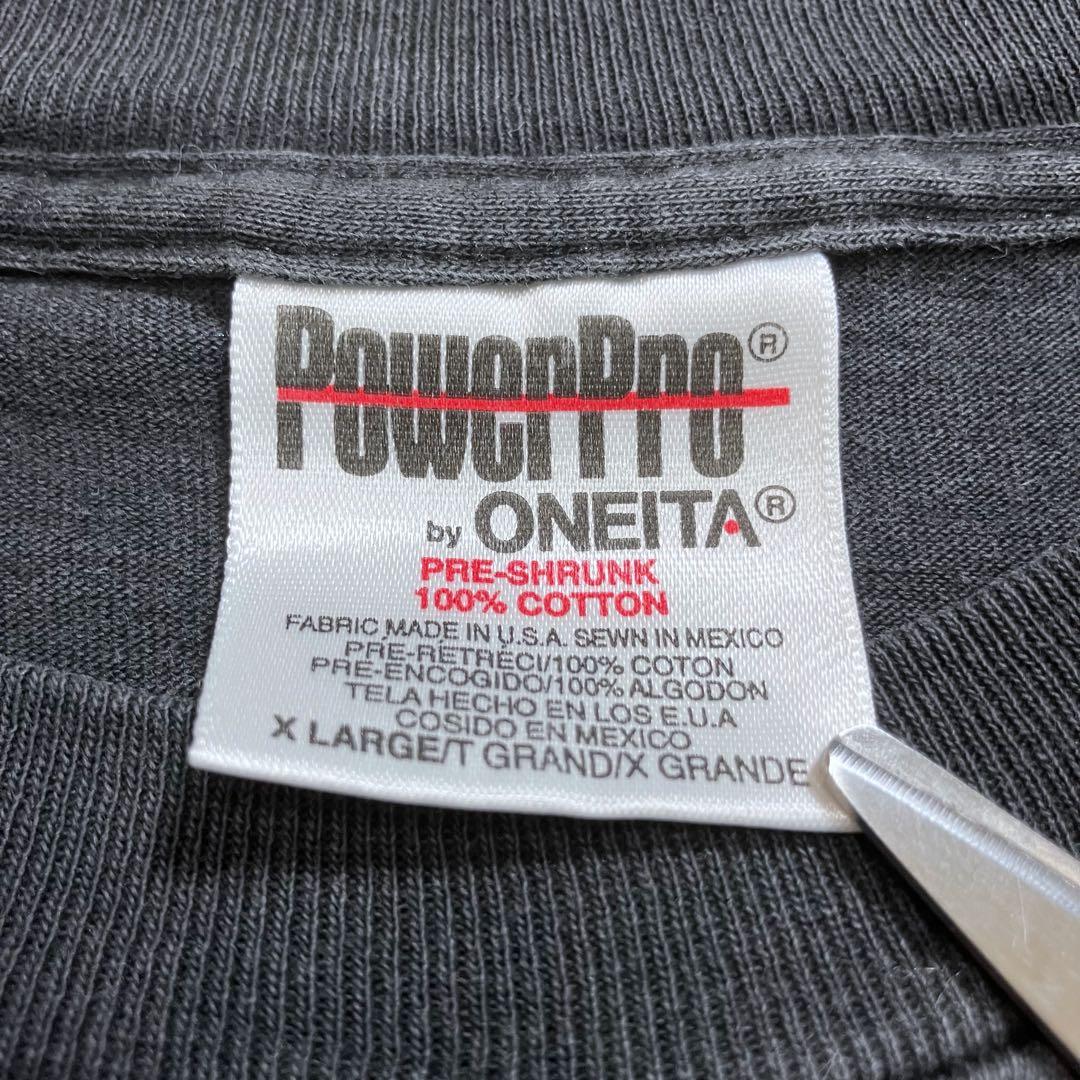 PowerPro®
by ONEITA®
PRE-SHRUNK
100% COTTON
FABRIC MADE IN U.S.A. SEWN IN MEXICO
PRE-RETRECI/100% COTON
PRE-ENCOGIDO/100% ALGODON
TELA HECHO EN LOS E.U.A
COSIDO EN MEXICO
X LARGE/T GRAND/X GRANDE